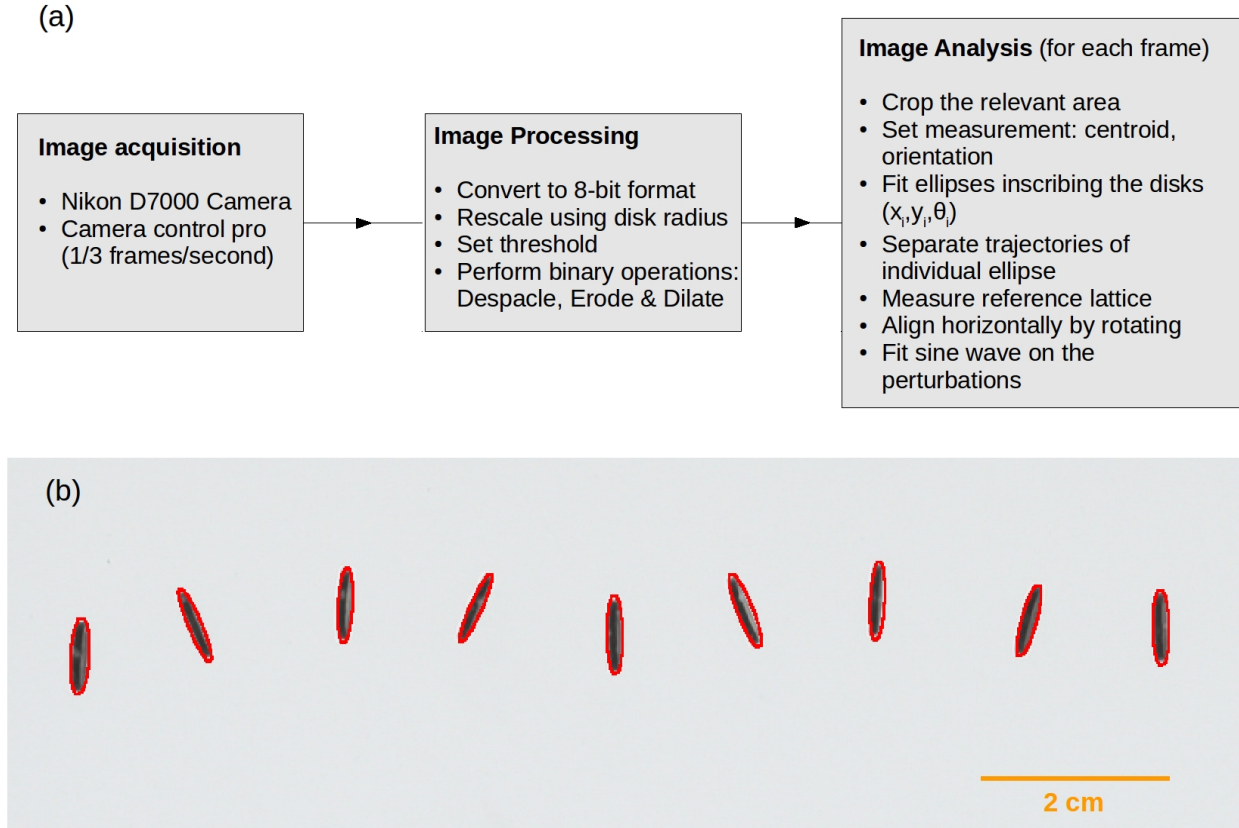 (a)
Image acquisition
• Nikon D7000 Camera
• Camera control pro
(1/3 frames/second)
Image Processing
• Convert to 8-bit format
• Rescale using disk radius
• Set threshold
• Perform binary operations:
Despacle, Erode & Dilate
Image Analysis (for each frame)
• Crop the relevant area
• Set measurement: centroid,
orientation
• Fit ellipses inscribing the disks
(xᵢ,yᵢ,θᵢ)
• Separate trajectories of
individual ellipse
• Measure reference lattice
• Align horizontally by rotating
• Fit sine wave on the
perturbations
(b)
2 cm